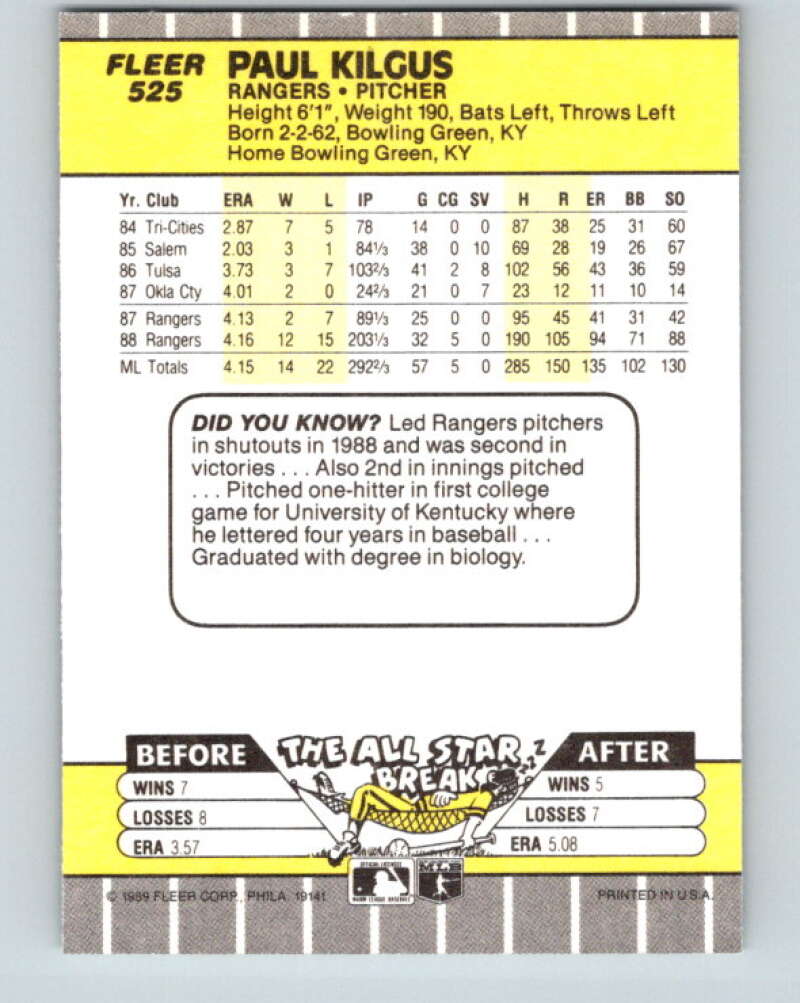 FLEER PAUL KILGUS
525 RANGERS • PITCHER
Height 6'1", Weight 190, Bats Left, Throws Left
Born 2-2-62, Bowling Green, KY
Home Bowling Green, KY
Yr. Club ERA W L IP G CG SV H R ER BB SO
84 Tri-Cities 2.87 7 5 78 14 0 0 87 38 25 31 60
85 Salem 2.03 3 1 84⅓ 38 0 10 69 28 19 26 67
86 Tulsa 3.73 3 7 103⅔ 41 2 8 102 56 43 36 59
87 Okla Cty 4.01 2 0 24⅔ 21 0 7 23 12 11 10 14
87 Rangers 4.13 2 7 89⅓ 25 0 0 95 45 41 31 42
88 Rangers 4.16 12 15 203⅓ 32 5 0 190 105 94 71 88
ML Totals 4.15 14 22 292⅔ 57 5 0 285 150 135 102 130
DID YOU KNOW? Led Rangers pitchers
in shutouts in 1988 and was second in
victories . . . Also 2nd in innings pitched
. . . Pitched one-hitter in first college
game for University of Kentucky where
he lettered four years in baseball . . .
Graduated with degree in biology.
BEFORE THE ALL STAR BREAK ZZZZ AFTER
WINS 7 WINS 5
LOSSES 8 LOSSES 7
ERA 3.57 ERA 5.08
OFFICIAL LICENSEE
MAJOR LEAGUE BASEBALL
MLB
© 1989 FLEER CORP., PHILA. 19141 PRINTED IN U.S.A.